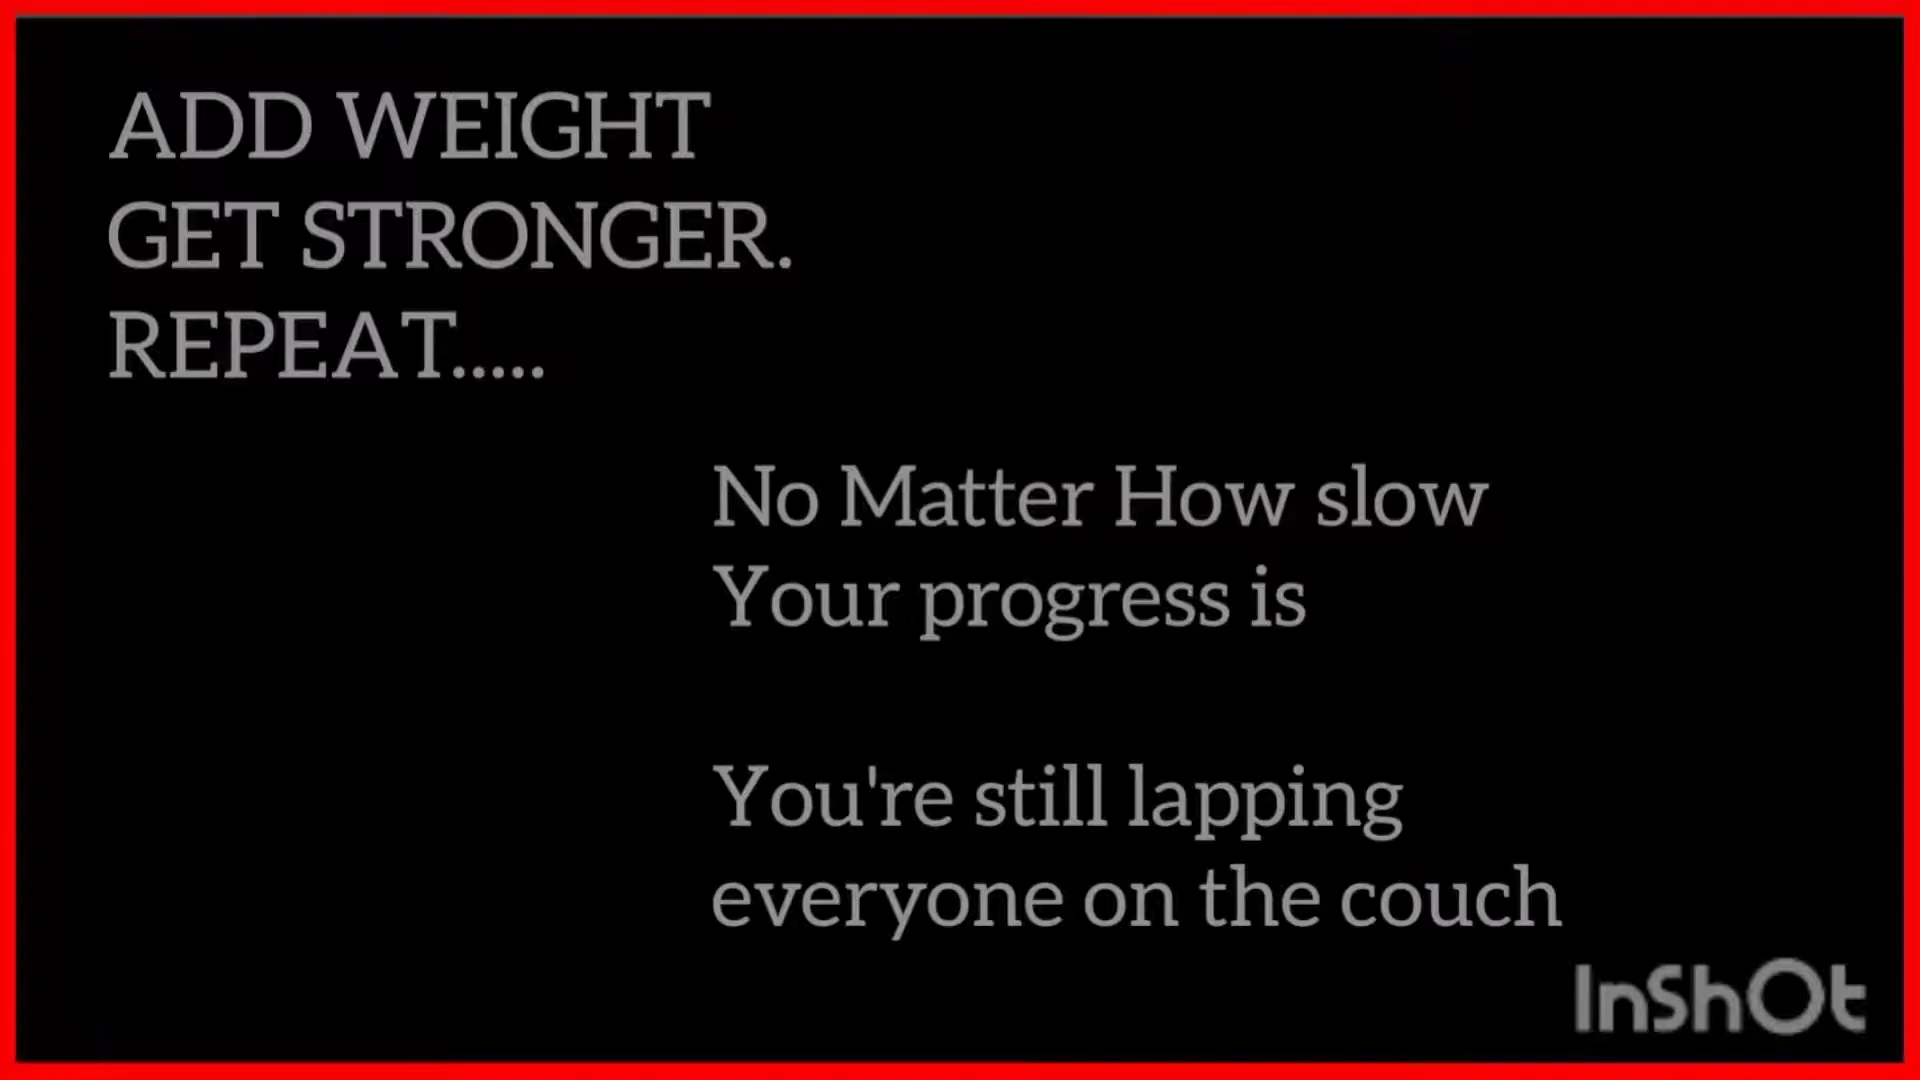 ADD WEIGHT
GET STRONGER.
REPEAT.....
No Matter How slow
Your progress is
You're still lapping
everyone on the couch
InShOt